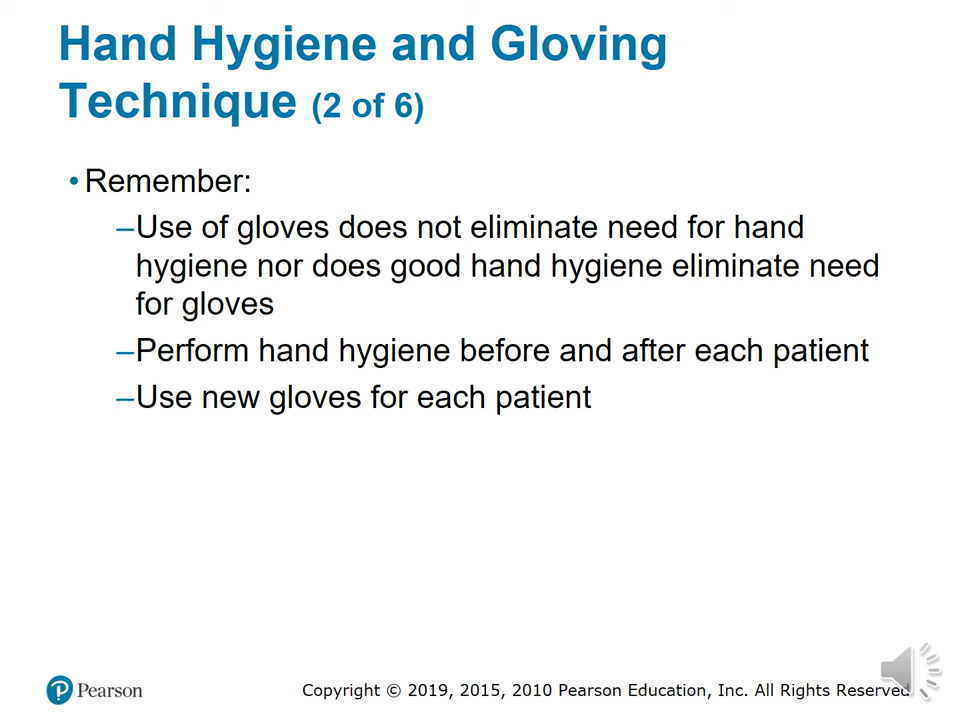 Hand Hygiene and Gloving
Technique (2 of 6)
• Remember:
–Use of gloves does not eliminate need for hand
hygiene nor does good hand hygiene eliminate need
for gloves
–Perform hand hygiene before and after each patient
–Use new gloves for each patient
Pearson
Copyright © 2019, 2015, 2010 Pearson Education, Inc. All Rights Reserved